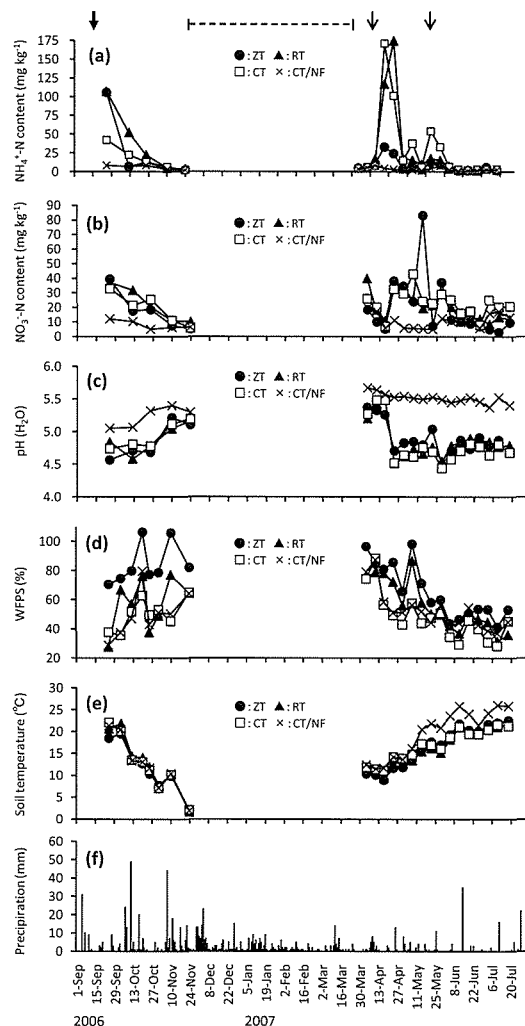 (a)
●:ZT ▲:RT
□:CT ×:CT/NF
NH₄⁺-N content (mg kg⁻¹)
175
150
125
100
75
50
25
0
(b)
●:ZT ▲:RT
□:CT ×:CT/NF
NO₃⁻-N content (mg kg⁻¹)
90
80
70
60
50
40
30
20
10
0
(c)
●:ZT ▲:RT
□:CT ×:CT/NF
pH (H₂O)
6.0
5.5
5.0
4.5
4.0
(d)
●:ZT ▲:RT
□:CT ×:CT/NF
WFPS (%)
120
100
80
60
40
20
(e)
●:ZT ▲:RT
□:CT ×:CT/NF
Soil temperature (°C)
30
25
20
15
10
5
0
(f)
Precipiration (mm)
60
50
40
30
20
10
0
1-Sep
15-Sep
29-Sep
13-Oct
27-Oct
10-Nov
24-Nov
8-Dec
22-Dec
5-Jan
19-Jan
2-Feb
16-Feb
2-Mar
16-Mar
30-Mar
13-Apr
27-Apr
11-May
25-May
8-Jun
22-Jun
6-Jul
20-Jul
2006
2007